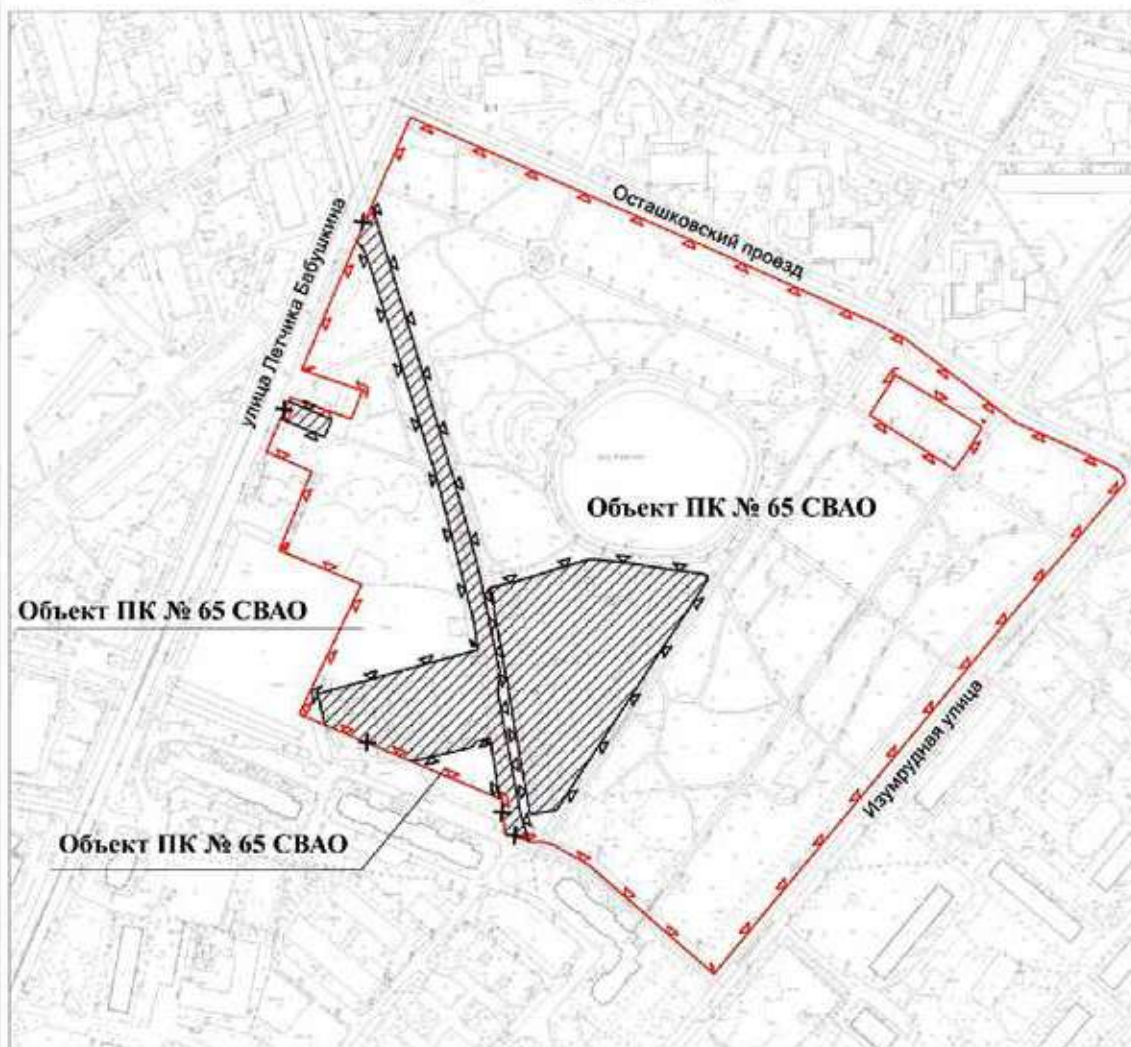 Осташковский проезд
улица Летчика Бабушкина
Объект ПК № 65 СВАО
Объект ПК № 65 СВАО
Изумрудная улица
Объект ПК № 65 СВАО